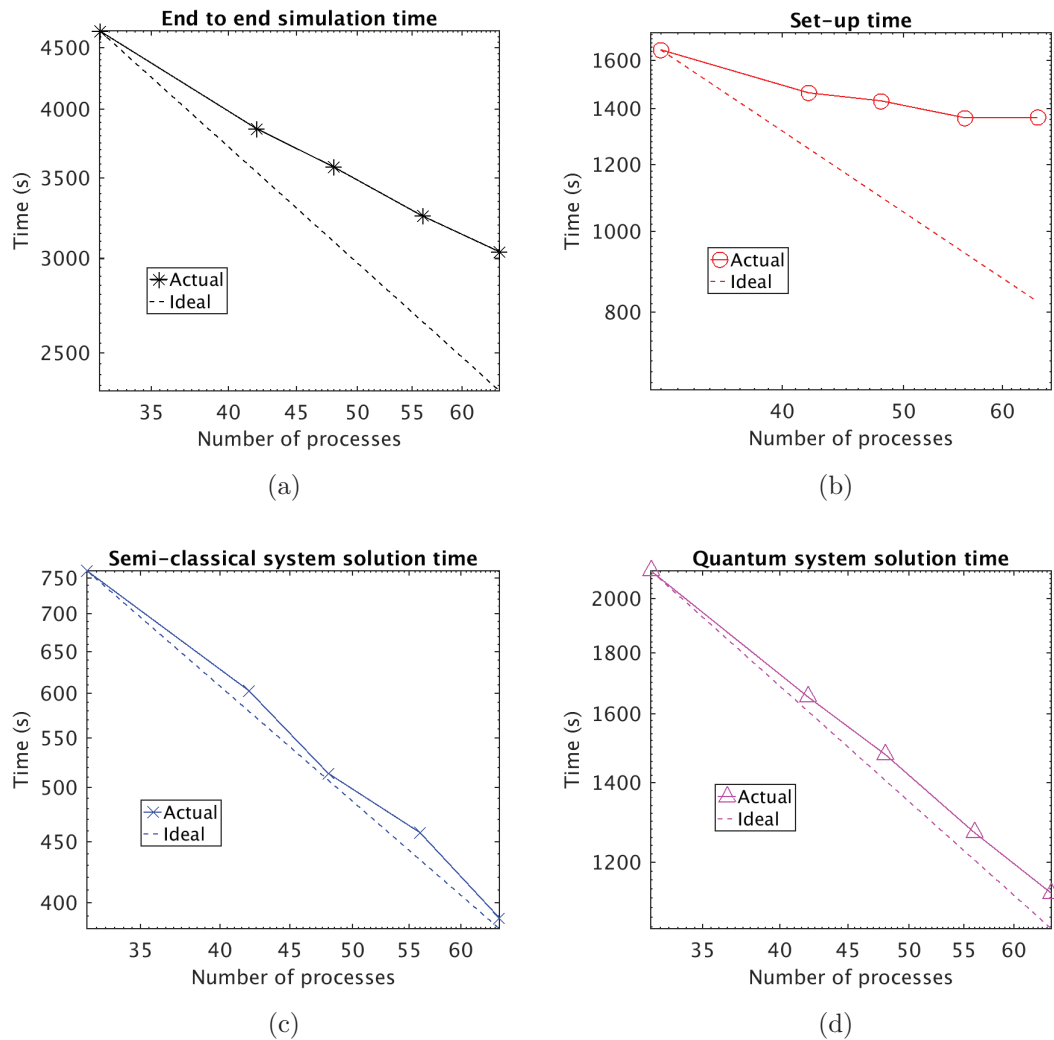 End to end simulation time
Time (s)
4500
4000
3500
3000
2500
Actual
Ideal
35 40 45 50 55 60
Number of processes
(a)
Set-up time
Time (s)
1600
1400
1200
1000
800
Actual
Ideal
40 50 60
Number of processes
(b)
Semi-classical system solution time
Time (s)
750
700
650
600
550
500
450
400
Actual
Ideal
35 40 45 50 55 60
Number of processes
(c)
Quantum system solution time
Time (s)
2000
1800
1600
1400
1200
Actual
Ideal
35 40 45 50 55 60
Number of processes
(d)